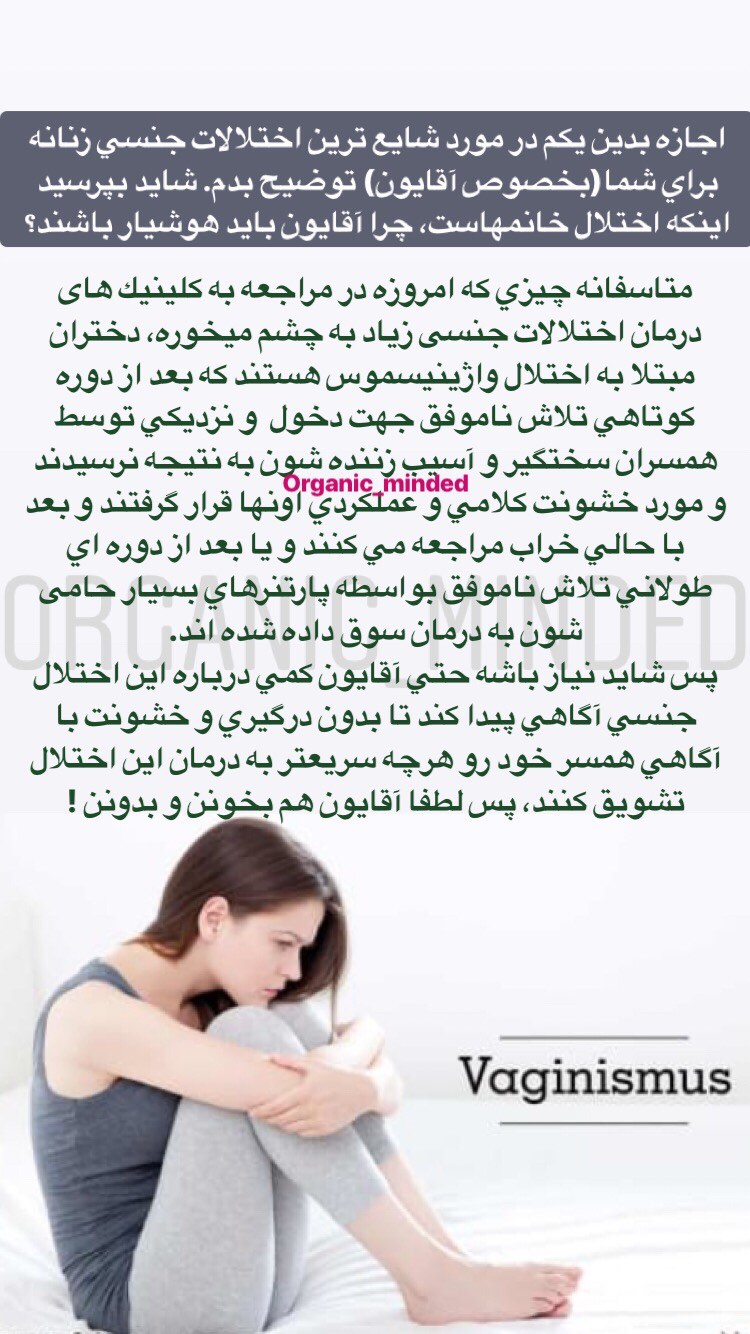 اجازه بدين يكم در مورد شايع ترين اختلالات جنسي زنانه
براي شما (بخصوص آقايون) توضيح بدم. شايد بپرسيد
اينكه اختلال خانمهاست، چرا آقايون بايد هوشيار باشند؟
متاسفانه چيزي كه امروزه در مراجعه به كلينيك های
درمان اختلالات جنسی زياد به چشم ميخوره، دختران
مبتلا به اختلال واژينيسموس هستند كه بعد از دوره
كوتاهي تلاش ناموفق جهت دخول و نزديكي توسط
همسران سختگير و آسيب زننده شون به نتيجه نرسيدند
Organic_minded
و مورد خشونت كلامي و عملكردي اونها قرار گرفتند و بعد
با حالي خراب مراجعه مي كنند و يا بعد از دوره اي
طولاني تلاش ناموفق بواسطه پارتنرهاي بسيار حامی
ORGANIC_MINDED
شون به درمان سوق داده شده اند.
پس شايد نياز باشه حتي آقايون كمي درباره اين اختلال
جنسي آگاهي پيدا كند تا بدون درگيري و خشونت با
آگاهي همسر خود رو هرچه سريعتر به درمان اين اختلال
تشويق كنند، پس لطفا آقايون هم بخونن و بدونن !
Vaginismus